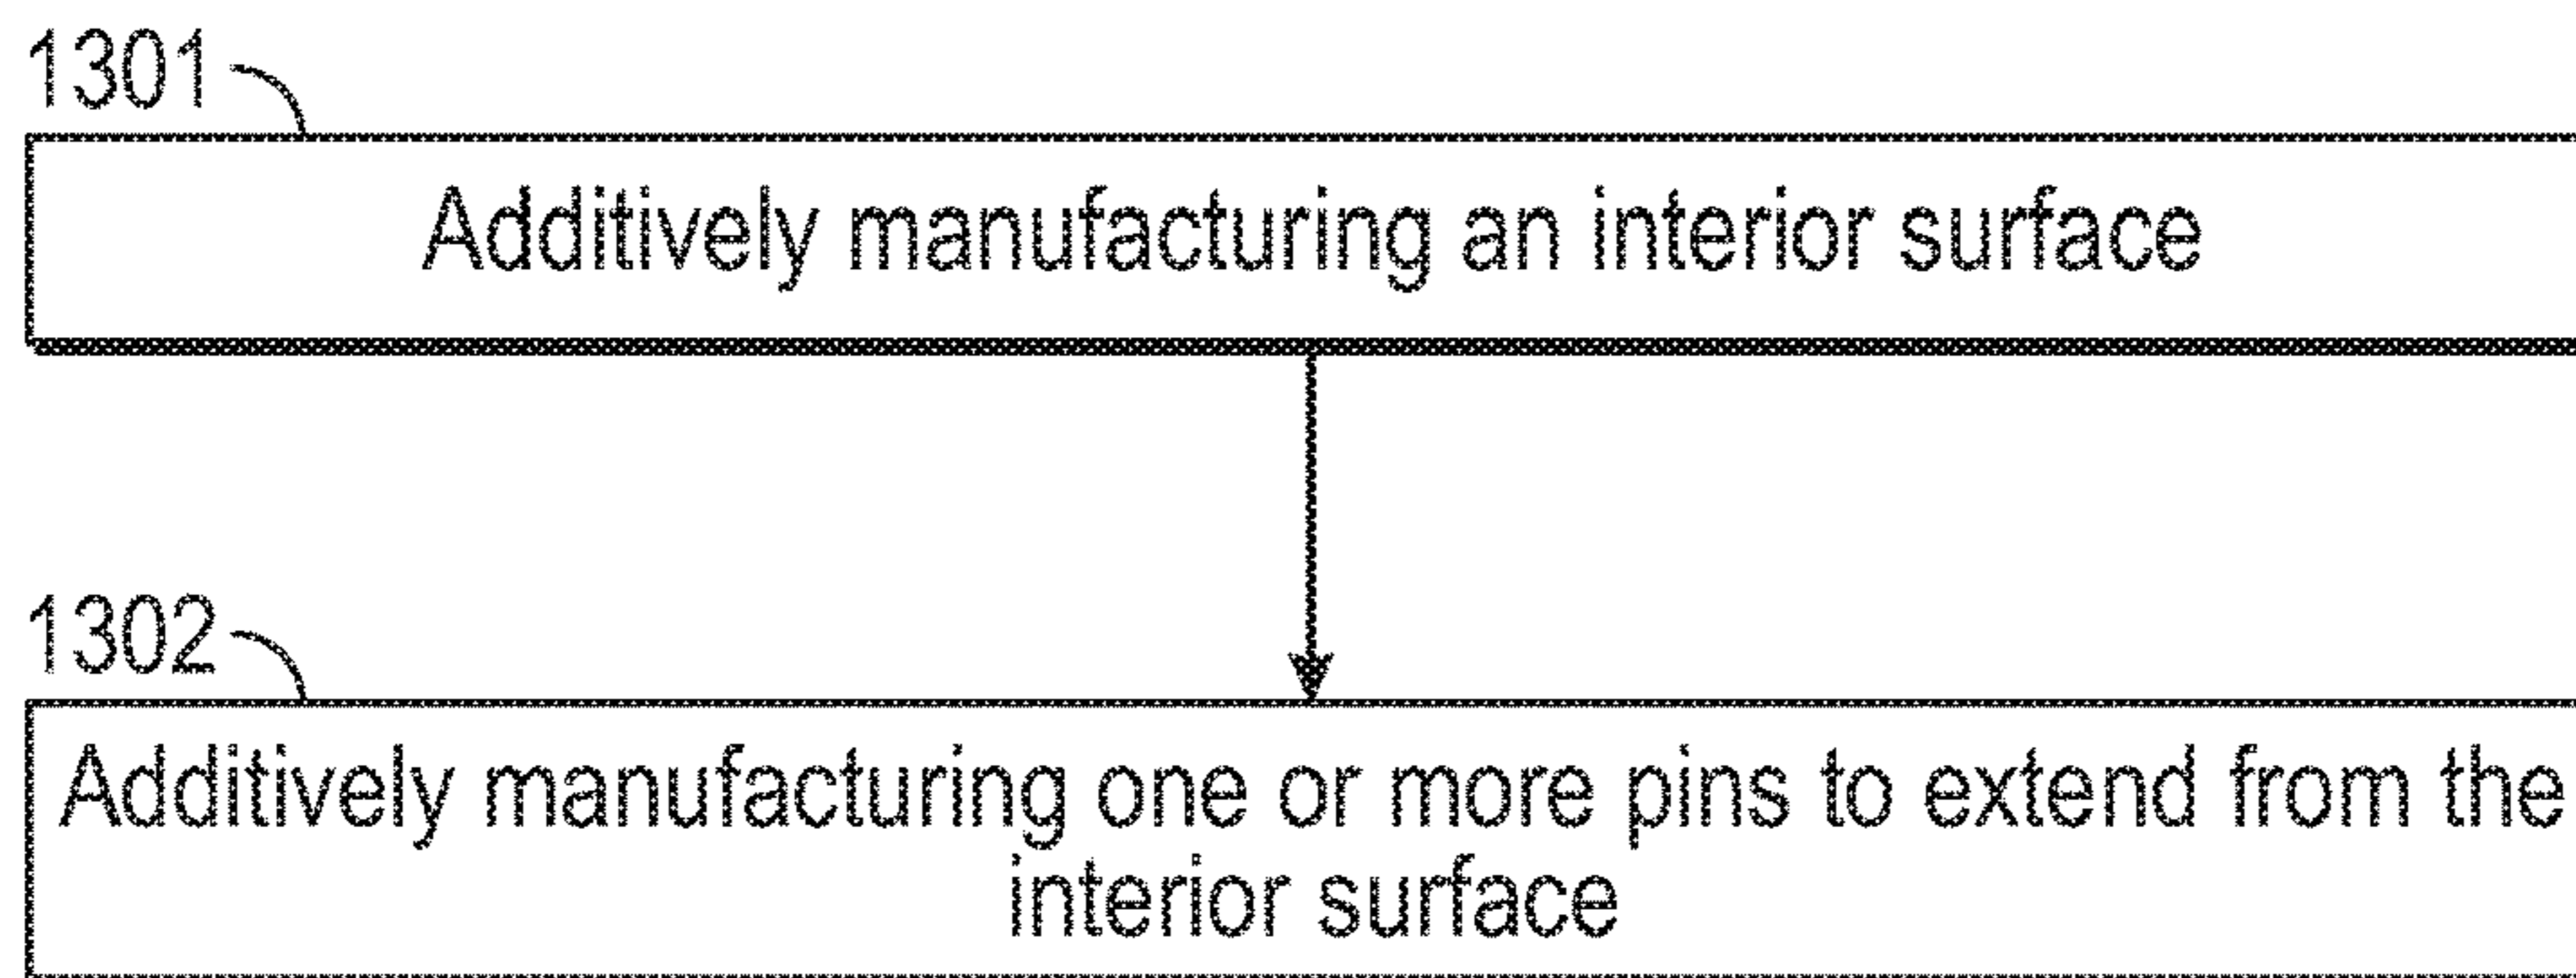 1301
Additively manufacturing an interior surface
1302
Additively manufacturing one or more pins to extend from the
interior surface